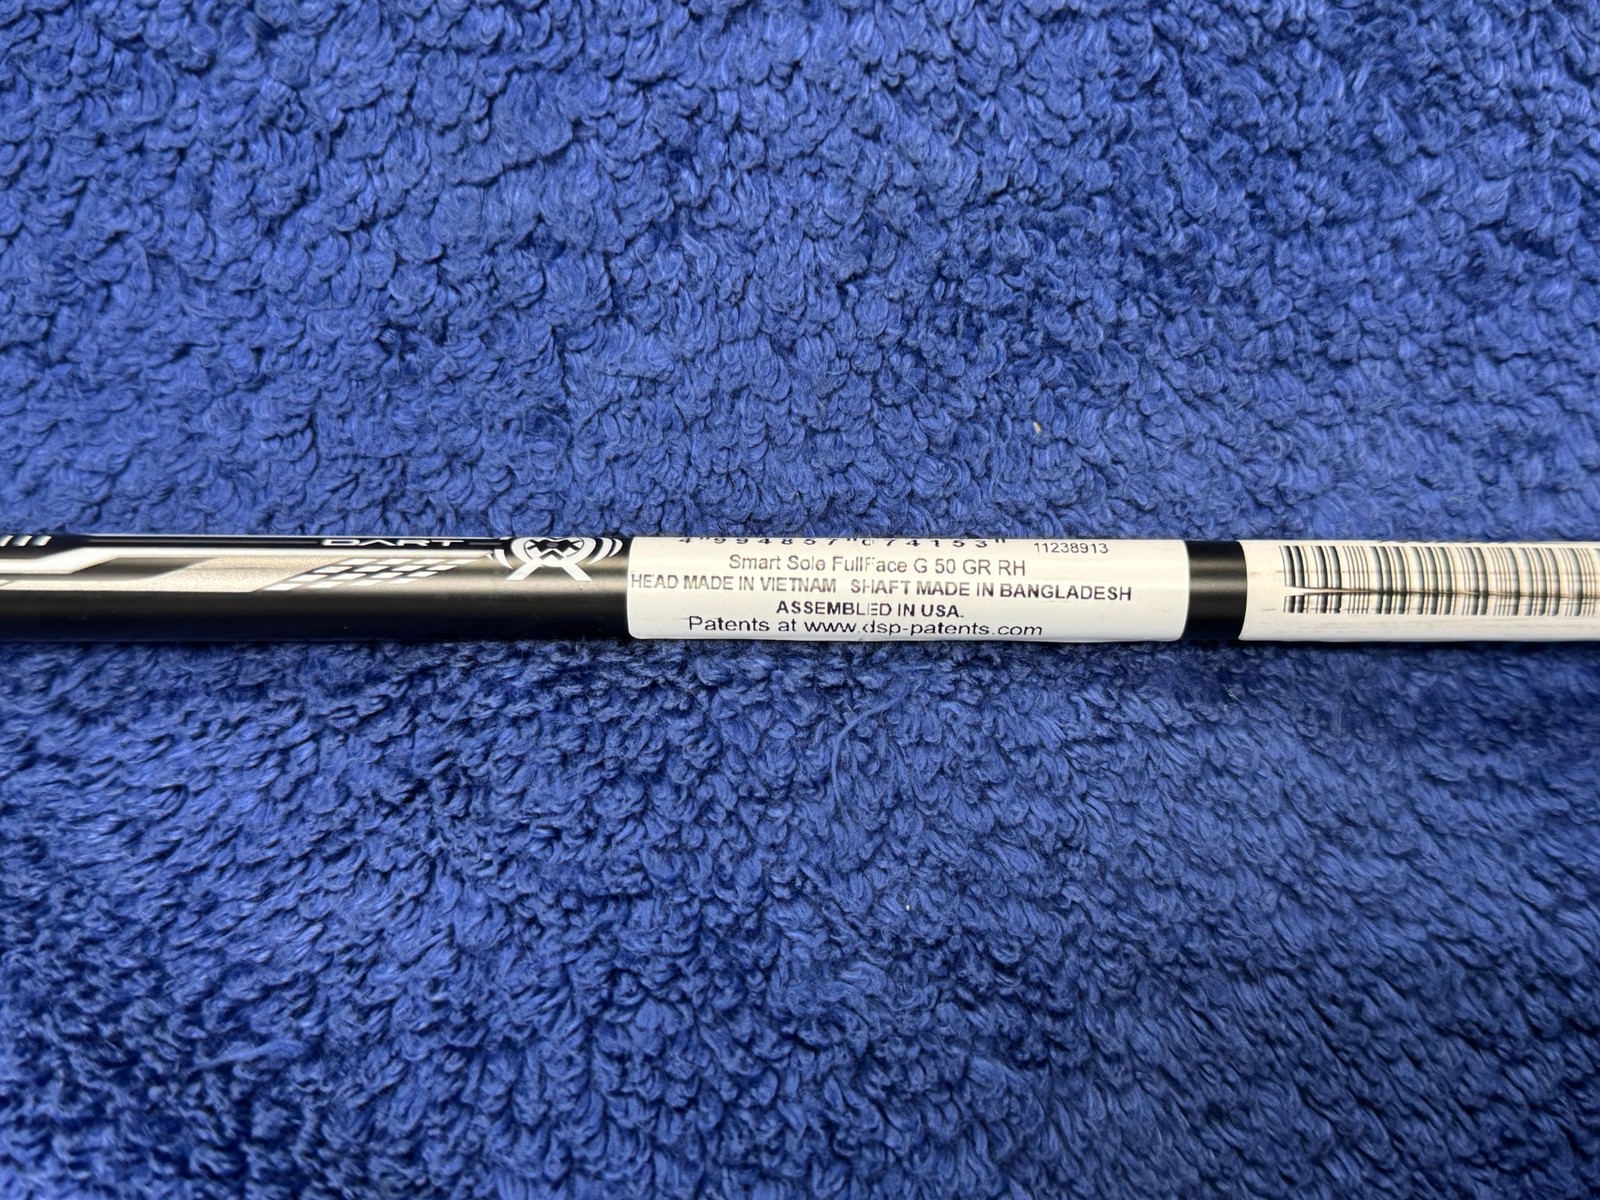 DART
4"994857"074153"
11238913
Smart Sole FullFace G 50 GR RH
HEAD MADE IN VIETNAM SHAFT MADE IN BANGLADESH
ASSEMBLED IN USA.
Patents at www.dsp-patents.com